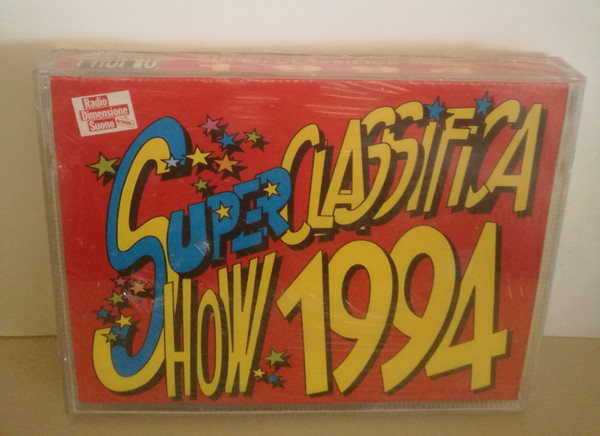 Radio
Dimensione
Suono
SUPER CLASSIFICA
SHOW 1994